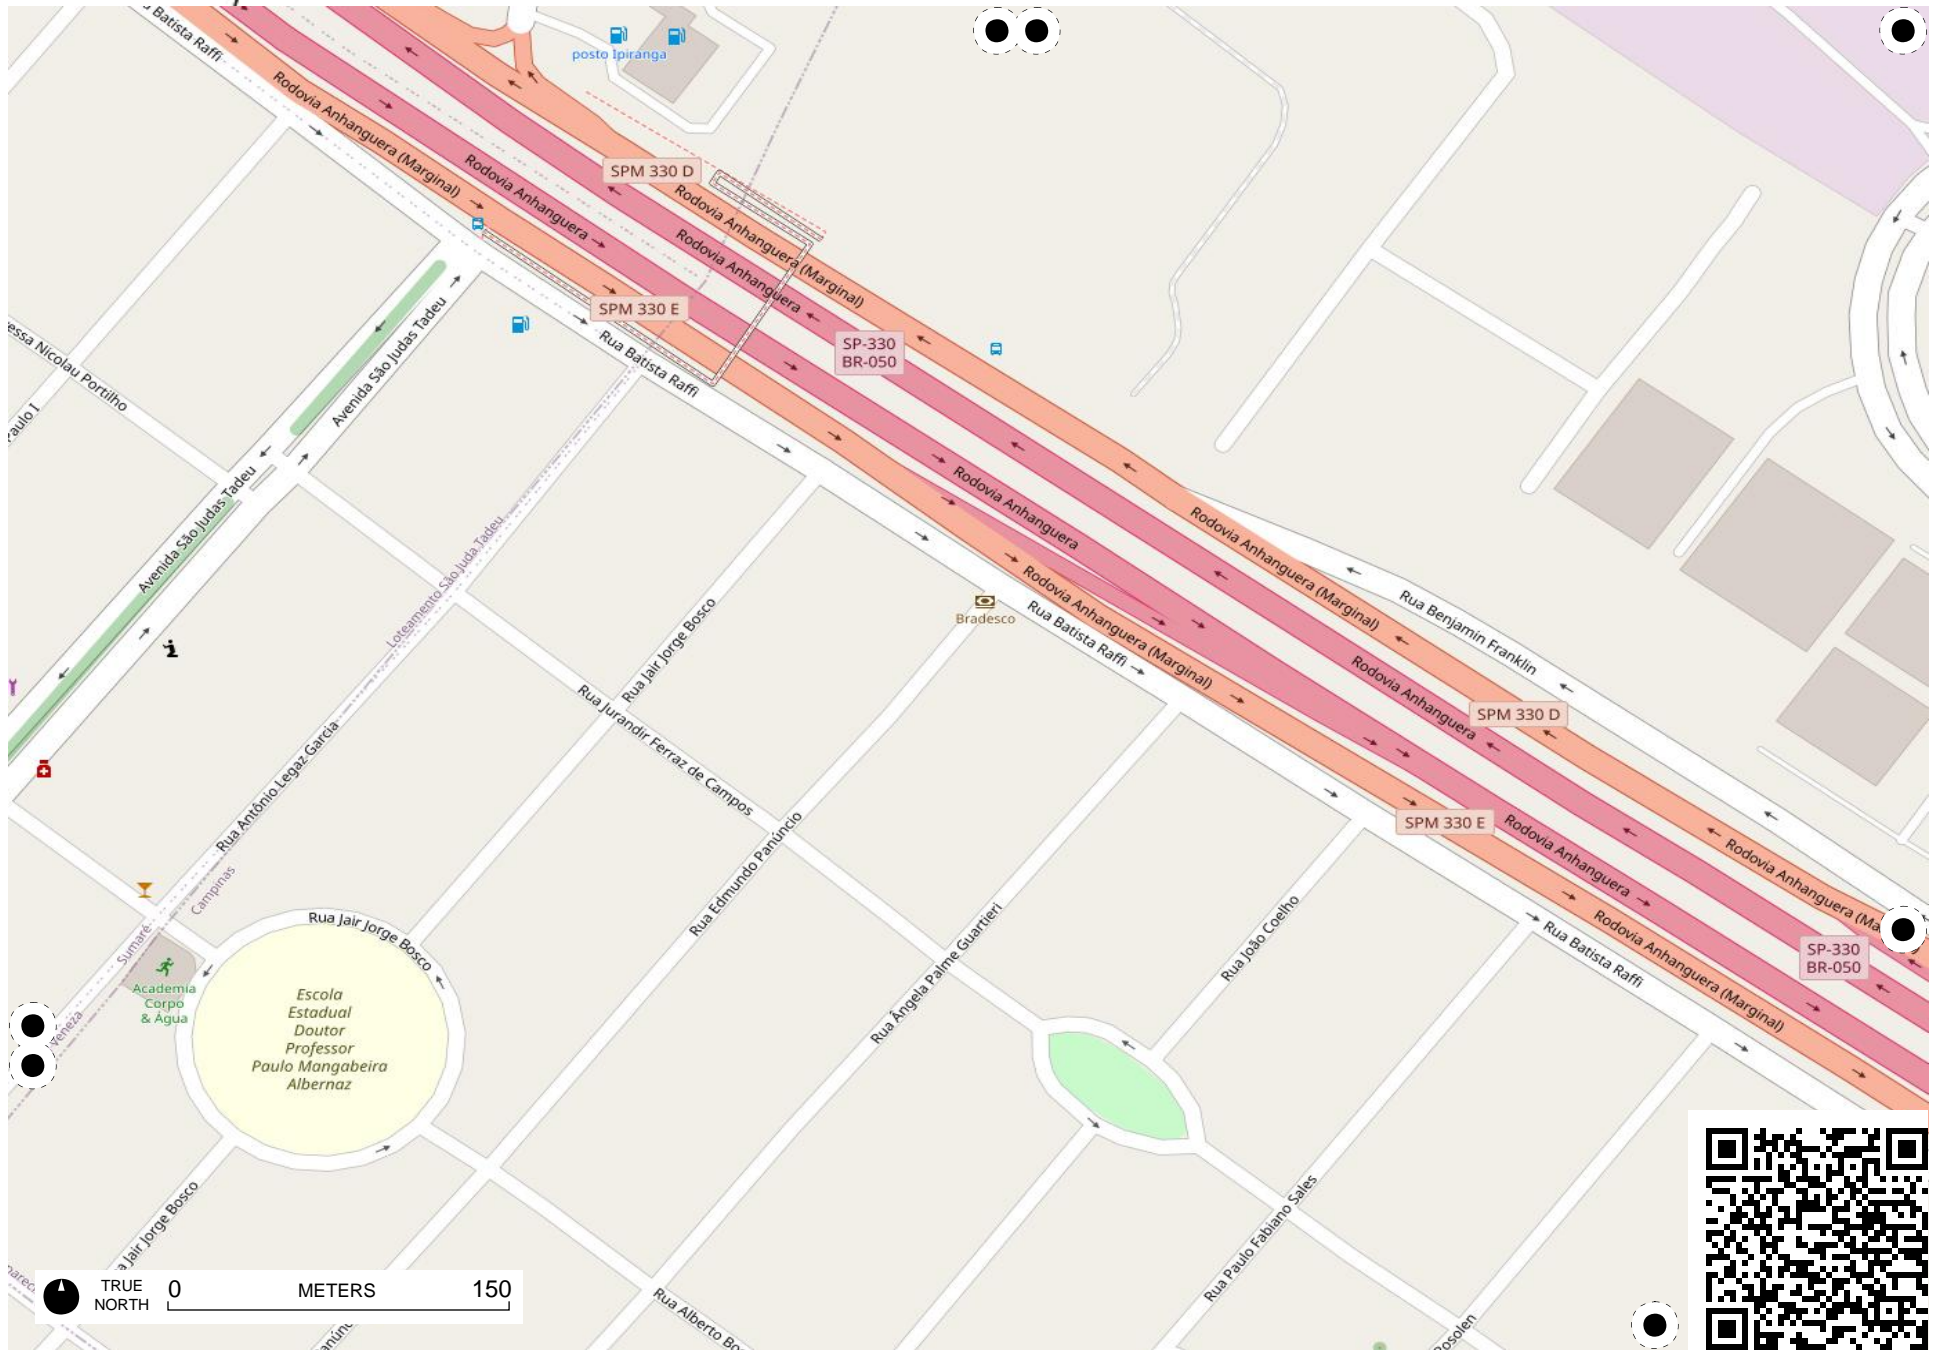 Batista Raffi
posto Ipiranga
Rodovia Anhanguera (Marginal)
SPM 330 D
Rodovia Anhanguera
Rodovia Anhanguera (Marginal)
Rodovia Anhanguera
SPM 330 E
Rua Batista Raffi
SP-330
BR-050
Avenida São Judas Tadeu
Nicolau Portilho
Paulo I
Avenida São Judas Tadeu
Rodovia Anhanguera
Rodovia Anhanguera (Marginal)
Loteamento São Juda Tadeu
Bradesco
Rodovia Anhanguera (Marginal)
Rua Batista Raffi
Rua Benjamin Franklin
Rua Jair Jorge Bosco
Rodovia Anhanguera
SPM 330 D
Rua Jurandir Ferraz de Campos
Rua Antônio Legaz Garcia
SPM 330 E
Rodovia Anhanguera
Rodovia Anhanguera (Marginal)
Rua Edmundo Panúncio
Campinas
Sumaré
Rua Jair Jorge Bosco
Rua Ângela Palme Guartieri
Rua João Coelho
Rua Batista Raffi
Rodovia Anhanguera (Marginal)
SP-330
BR-050
Academia
Corpo
& Água
Veneza
Escola
Estadual
Doutor
Professor
Paulo Mangabeira
Albernaz
Jair Jorge Bosco
Rua Paulo Fabiano Sales
Rua Alberto Bo
Bosolen
TRUE
NORTH
0 METERS 150